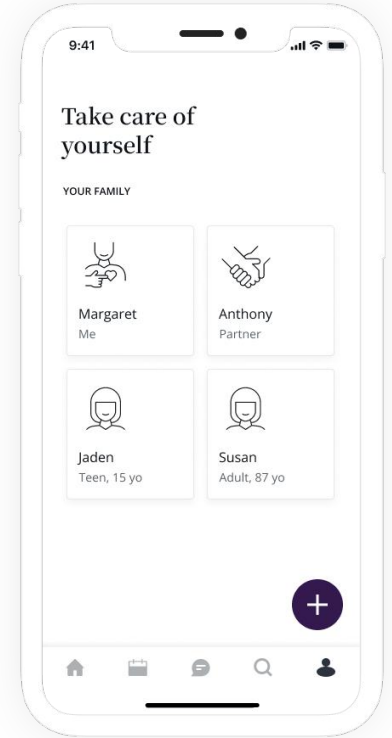 9:41
Take care of
yourself
YOUR FAMILY
Margaret
Me
Anthony
Partner
Jaden
Teen, 15 yo
Susan
Adult, 87 yo